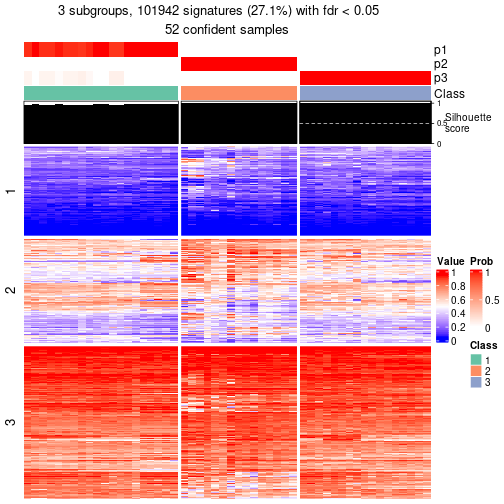 3 subgroups, 101942 signatures (27.1%) with fdr < 0.05
52 confident samples
p1
p2
p3
Class
1
0.5
0
Silhouette
score
1
2
3
Value
1
0.8
0.6
0.4
0.2
0
Prob
1
0.5
0
Class
1
2
3